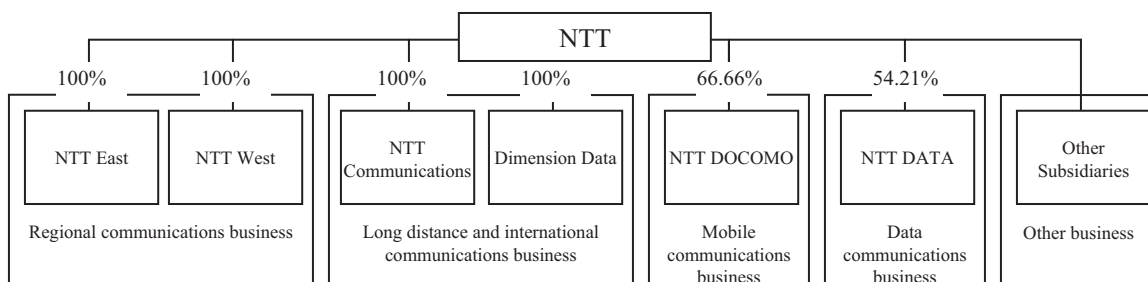 NTT
100%
100%
100%
100%
66.66%
54.21%
NTT East
NTT West
NTT
Communications
Dimension Data
NTT DOCOMO
NTT DATA
Other
Subsidiaries
Regional communications business
Long distance and international
communications business
Mobile
communications
business
Data
communications
business
Other business